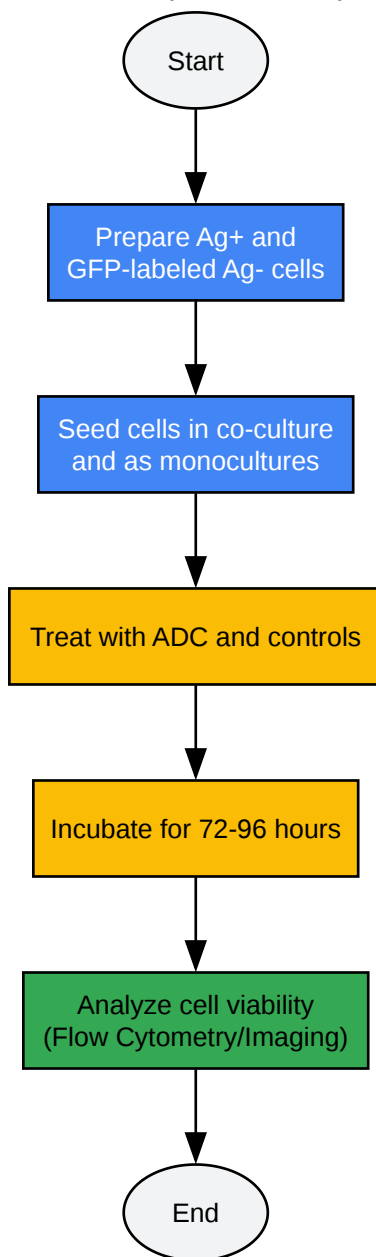 Start
Prepare Ag+ and
GFP-labeled Ag- cells
Seed cells in co-culture
and as monocultures
Treat with ADC and controls
Incubate for 72-96 hours
Analyze cell viability
(Flow Cytometry/Imaging)
End